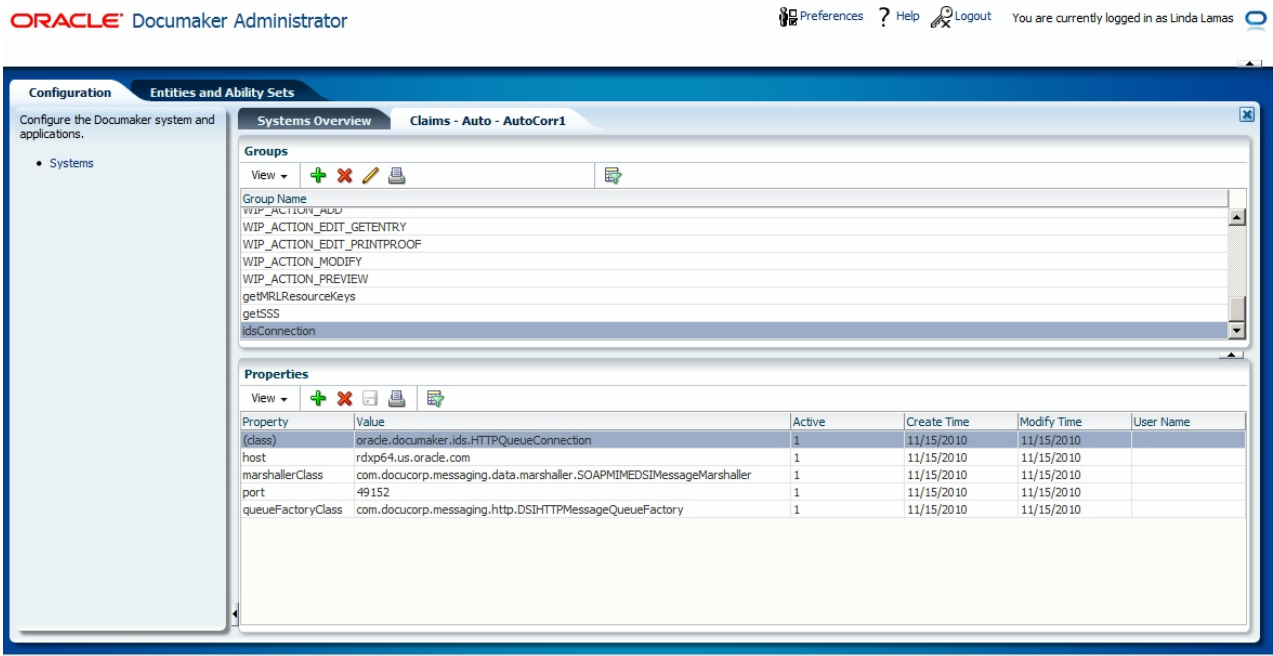 ORACLE Documaker Administrator
Preferences ? Help Logout You are currently logged in as Linda Lamas
Configuration Entities and Ability Sets
Configure the Documaker system and
applications.
• Systems
Systems Overview Claims - Auto - AutoCorr1
Groups
View
Group Name
WIP_ACTION_ADD
WIP_ACTION_EDIT_GETENTRY
WIP_ACTION_EDIT_PRINTPROOF
WIP_ACTION_MODIFY
WIP_ACTION_PREVIEW
getMRLResourceKeys
getSSS
idsConnection
Properties
View
Property Value Active Create Time Modify Time User Name
(class) oracle.documaker.ids.HTTPQueueConnection 1 11/15/2010 11/15/2010
host rdxp64.us.oracle.com 1 11/15/2010 11/15/2010
marshallerClass com.docucorp.messaging.data.marshaller.SOAPMIMEDSIMessageMarshaller 1 11/15/2010 11/15/2010
port 49152 1 11/15/2010 11/15/2010
queueFactoryClass com.docucorp.messaging.http.DSIHTTPMessageQueueFactory 1 11/15/2010 11/15/2010